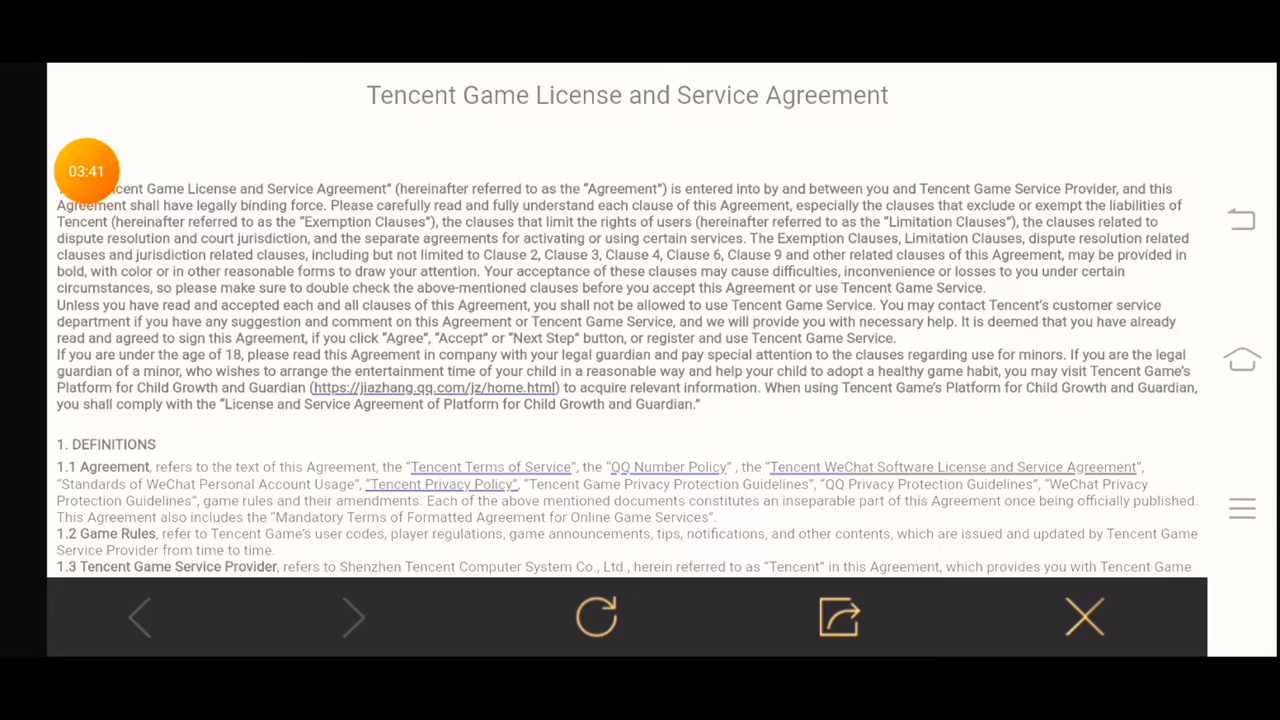 Tencent Game License and Service Agreement
03:41
Tencent Game License and Service Agreement” (hereinafter referred to as the “Agreement”) is entered into by and between you and Tencent Game Service Provider, and this
Agreement shall have legally binding force. Please carefully read and fully understand each clause of this Agreement, especially the clauses that exclude or exempt the liabilities of
Tencent (hereinafter referred to as the “Exemption Clauses”), the clauses that limit the rights of users (hereinafter referred to as the “Limitation Clauses”), the clauses related to
dispute resolution and court jurisdiction, and the separate agreements for activating or using certain services. The Exemption Clauses, Limitation Clauses, dispute resolution related
clauses and jurisdiction related clauses, including but not limited to Clause 2, Clause 3, Clause 4, Clause 6, Clause 9 and other related clauses of this Agreement, may be provided in
bold, with color or in other reasonable forms to draw your attention. Your acceptance of these clauses may cause difficulties, inconvenience or losses to you under certain
circumstances, so please make sure to double check the above-mentioned clauses before you accept this Agreement or use Tencent Game Service.
Unless you have read and accepted each and all clauses of this Agreement, you shall not be allowed to use Tencent Game Service. You may contact Tencent's customer service
department if you have any suggestion and comment on this Agreement or Tencent Game Service, and we will provide you with necessary help. It is deemed that you have already
read and agreed to sign this Agreement, if you click “Agree”, “Accept” or “Next Step” button, or register and use Tencent Game Service.
If you are under the age of 18, please read this Agreement in company with your legal guardian and pay special attention to the clauses regarding use for minors. If you are the legal
guardian of a minor, who wishes to arrange the entertainment time of your child in a reasonable way and help your child to adopt a healthy game habit, you may visit Tencent Game's
Platform for Child Growth and Guardian (https://jiazhang.qq.com/jz/home.html) to acquire relevant information. When using Tencent Game's Platform for Child Growth and Guardian,
you shall comply with the “License and Service Agreement of Platform for Child Growth and Guardian.”
1. DEFINITIONS
1.1 Agreement, refers to the text of this Agreement, the “Tencent Terms of Service”, the “QQ Number Policy” , the “Tencent WeChat Software License and Service Agreement”,
“Standards of WeChat Personal Account Usage”, “Tencent Privacy Policy”, “Tencent Game Privacy Protection Guidelines”, “QQ Privacy Protection Guidelines”, “WeChat Privacy
Protection Guidelines”, game rules and their amendments. Each of the above mentioned documents constitutes an inseparable part of this Agreement once being officially published.
This Agreement also includes the “Mandatory Terms of Formatted Agreement for Online Game Services”.
1.2 Game Rules, refer to Tencent Game's user codes, player regulations, game announcements, tips, notifications, and other contents, which are issued and updated by Tencent Game
Service Provider from time to time.
1.3 Tencent Game Service Provider, refers to Shenzhen Tencent Computer System Co., Ltd., herein referred to as “Tencent” in this Agreement, which provides you with Tencent Game